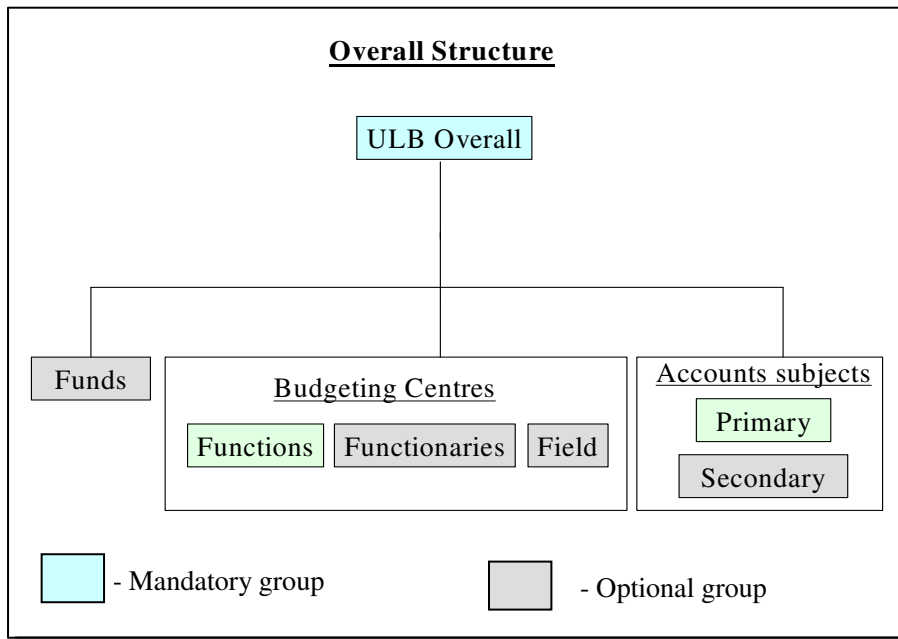 Overall Structure
ULB Overall
Funds
Budgeting Centres
Functions Functionaries Field
Accounts subjects
Primary
Secondary
- Mandatory group
- Optional group